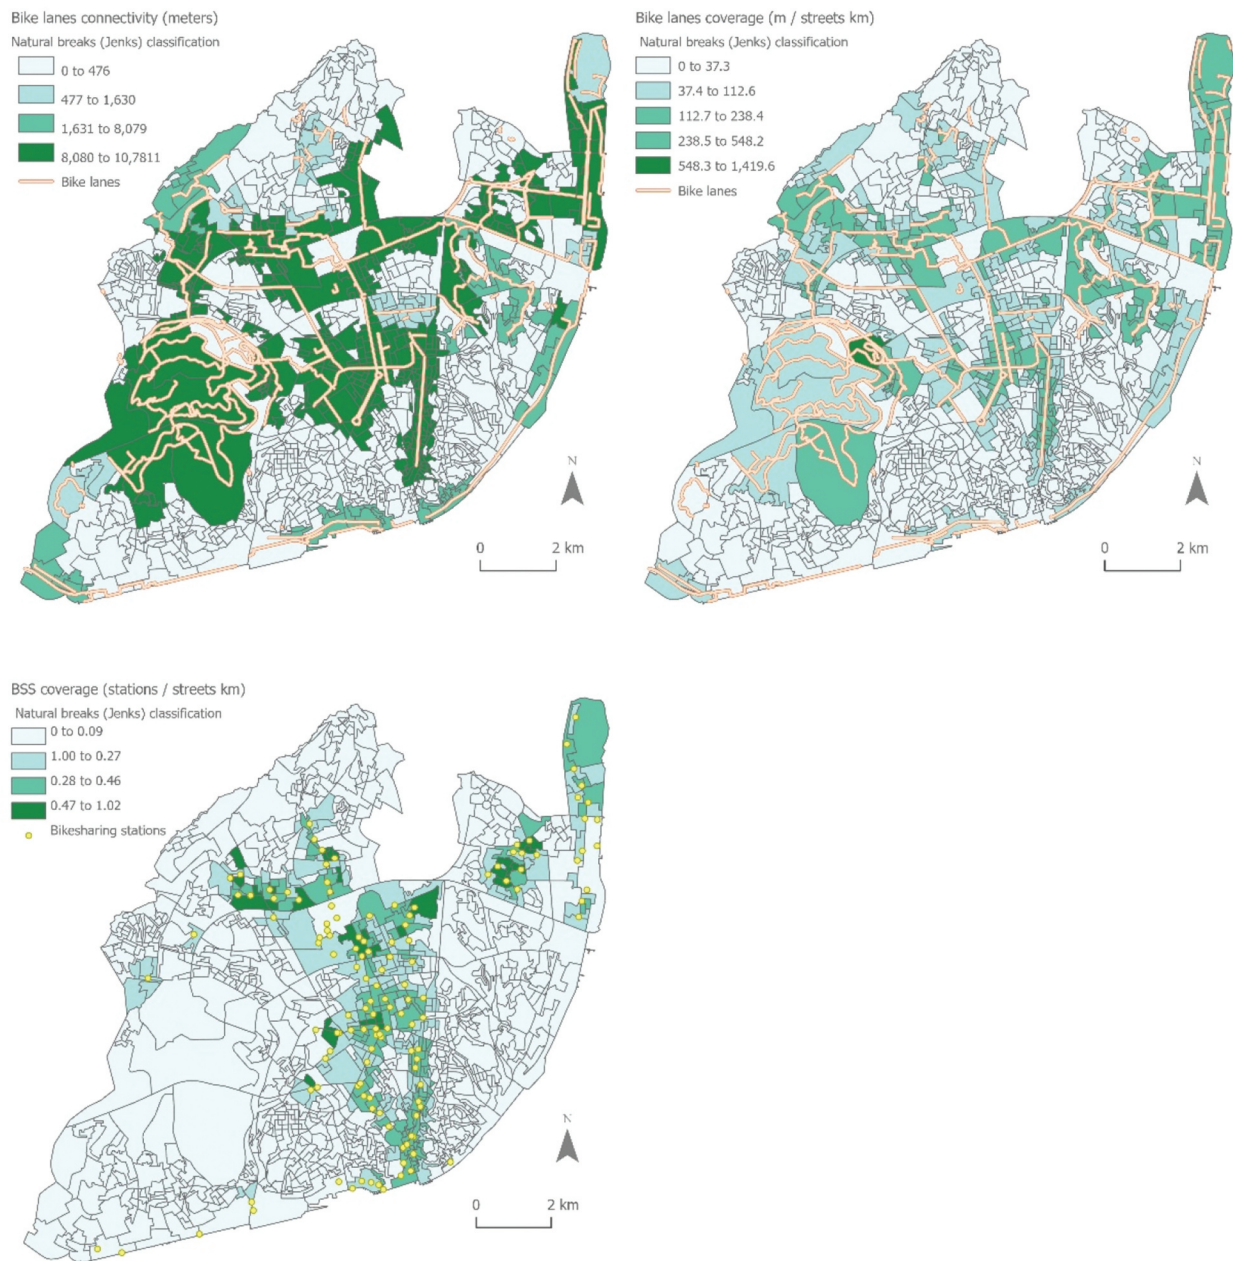 Bike lanes connectivity (meters)
Natural breaks (Jenks) classification
0 to 476
477 to 1,630
1,631 to 8,079
8,080 to 10,7811
Bike lanes
N
0 2 km
Bike lanes coverage (m / streets km)
Natural breaks (Jenks) classification
0 to 37.3
37.4 to 112.6
112.7 to 238.4
238.5 to 548.2
548.3 to 1,419.6
Bike lanes
N
0 2 km
BSS coverage (stations / streets km)
Natural breaks (Jenks) classification
0 to 0.09
1.00 to 0.27
0.28 to 0.46
0.47 to 1.02
Bikesharing stations
N
0 2 km